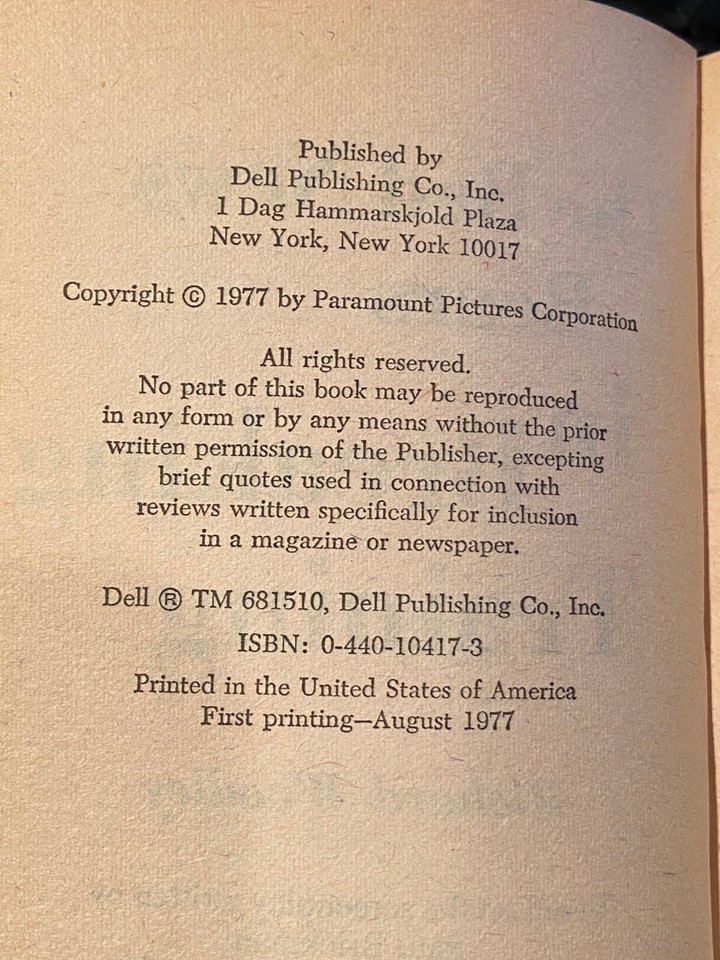 Published by
Dell Publishing Co., Inc.
1 Dag Hammarskjold Plaza
New York, New York 10017
Copyright © 1977 by Paramount Pictures Corporation
All rights reserved.
No part of this book may be reproduced
in any form or by any means without the prior
written permission of the Publisher, excepting
brief quotes used in connection with
reviews written specifically for inclusion
in a magazine or newspaper.
Dell ® TM 681510, Dell Publishing Co., Inc.
ISBN: 0-440-10417-3
Printed in the United States of America
First printing—August 1977